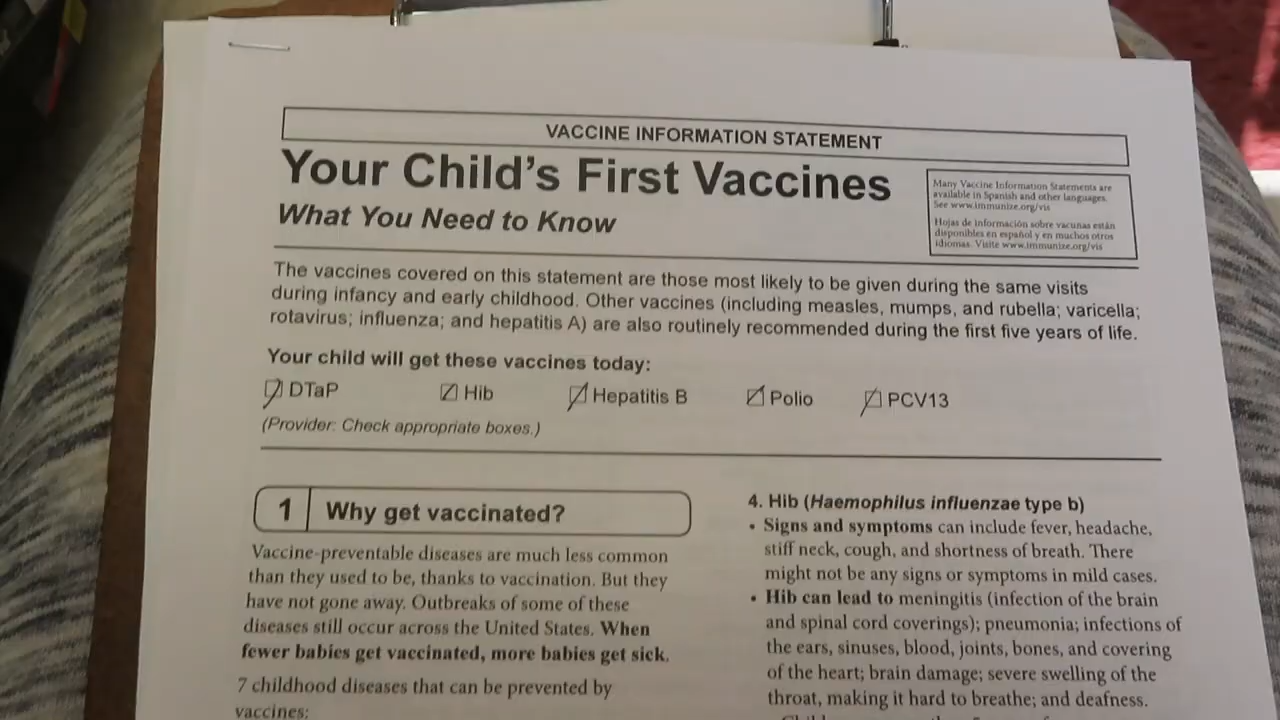 VACCINE INFORMATION STATEMENT
Your Child's First Vaccines
What You Need to Know
Many Vaccine Information Statements are
available in Spanish and other languages.
See www.immunize.org/vis
Hojas de información sobre vacunas están
disponibles en español y en muchos otros
idiomas. Visite www.immunize.org/vis
The vaccines covered on this statement are those most likely to be given during the same visits
during infancy and early childhood. Other vaccines (including measles, mumps, and rubella; varicella;
rotavirus; influenza; and hepatitis A) are also routinely recommended during the first five years of life.
Your child will get these vaccines today:
DTaP Hib Hepatitis B Polio PCV13
(Provider: Check appropriate boxes.)
1 Why get vaccinated?
Vaccine-preventable diseases are much less common
than they used to be, thanks to vaccination. But they
have not gone away. Outbreaks of some of these
diseases still occur across the United States. When
fewer babies get vaccinated, more babies get sick.
7 childhood diseases that can be prevented by
vaccines:
4. Hib (Haemophilus influenzae type b)
• Signs and symptoms can include fever, headache,
stiff neck, cough, and shortness of breath. There
might not be any signs or symptoms in mild cases.
• Hib can lead to meningitis (infection of the brain
and spinal cord coverings); pneumonia; infections of
the ears, sinuses, blood, joints, bones, and covering
of the heart; brain damage; severe swelling of the
throat, making it hard to breathe; and deafness.